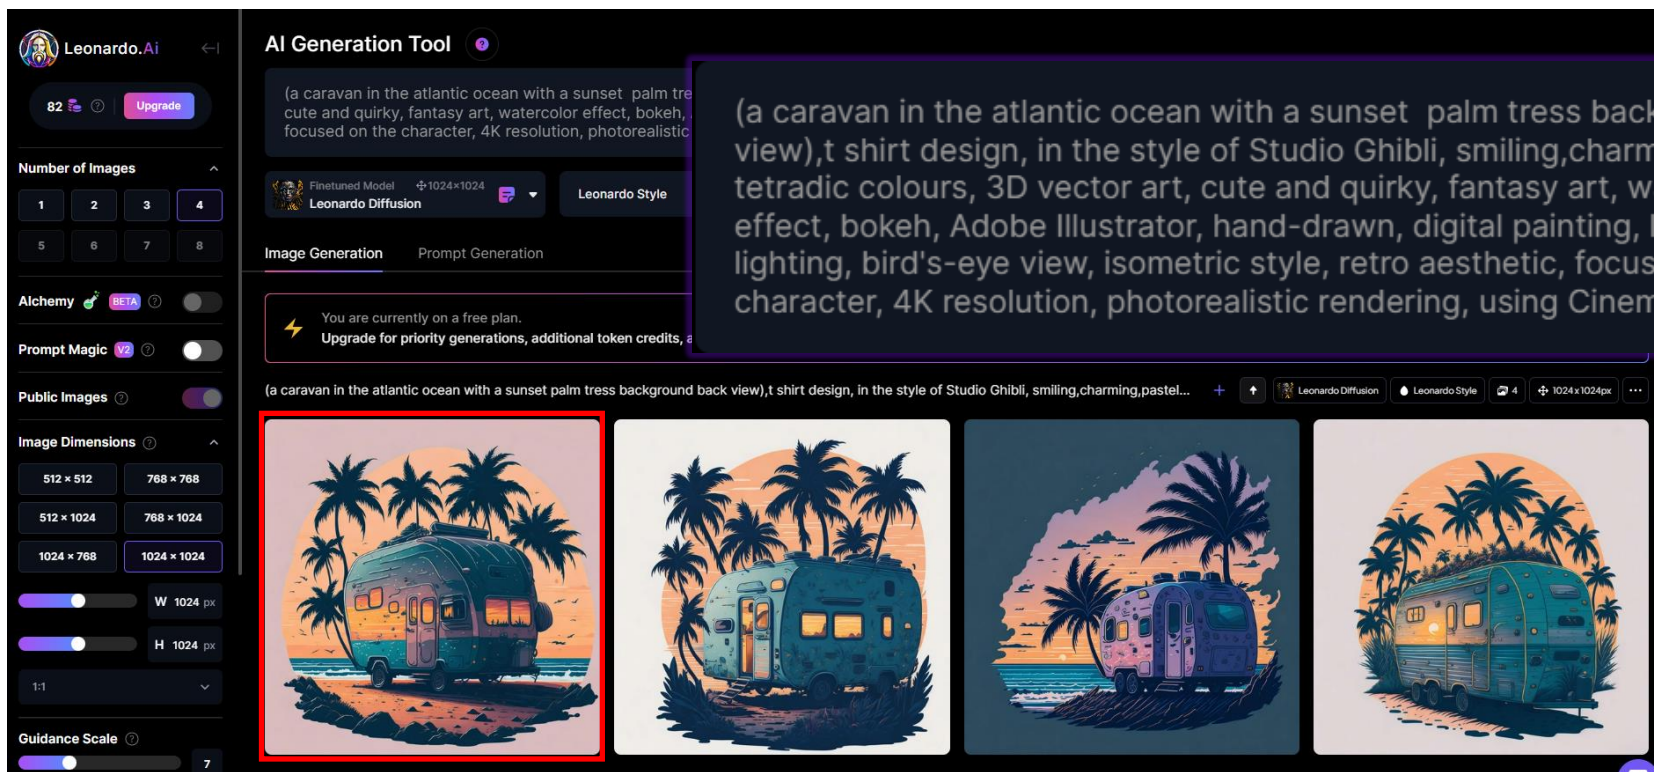 Leonardo.Ai
82
Upgrade
Number of Images
1 2 3 4
5 6 7 8
Alchemy BETA
Prompt Magic V2
Public Images
Image Dimensions
512 × 512 768 × 768
512 × 1024 768 × 1024
1024 × 768 1024 × 1024
W 1024 px
H 1024 px
1:1
Guidance Scale
7
AI Generation Tool ?
(a caravan in the atlantic ocean with a sunset palm tre
cute and quirky, fantasy art, watercolor effect, bokeh,
focused on the character, 4K resolution, photorealistic
(a caravan in the atlantic ocean with a sunset palm tress back
view),t shirt design, in the style of Studio Ghibli, smiling,charm
tetradic colours, 3D vector art, cute and quirky, fantasy art, w
effect, bokeh, Adobe Illustrator, hand-drawn, digital painting,
lighting, bird's-eye view, isometric style, retro aesthetic, focus
character, 4K resolution, photorealistic rendering, using Cinem
Finetuned Model 1024×1024
Leonardo Diffusion
Leonardo Style
Image Generation Prompt Generation
You are currently on a free plan.
Upgrade for priority generations, additional token credits, a
(a caravan in the atlantic ocean with a sunset palm tress background back view),t shirt design, in the style of Studio Ghibli, smiling,charming,pastel... + Leonardo Diffusion Leonardo Style 4 1024x1024px ...